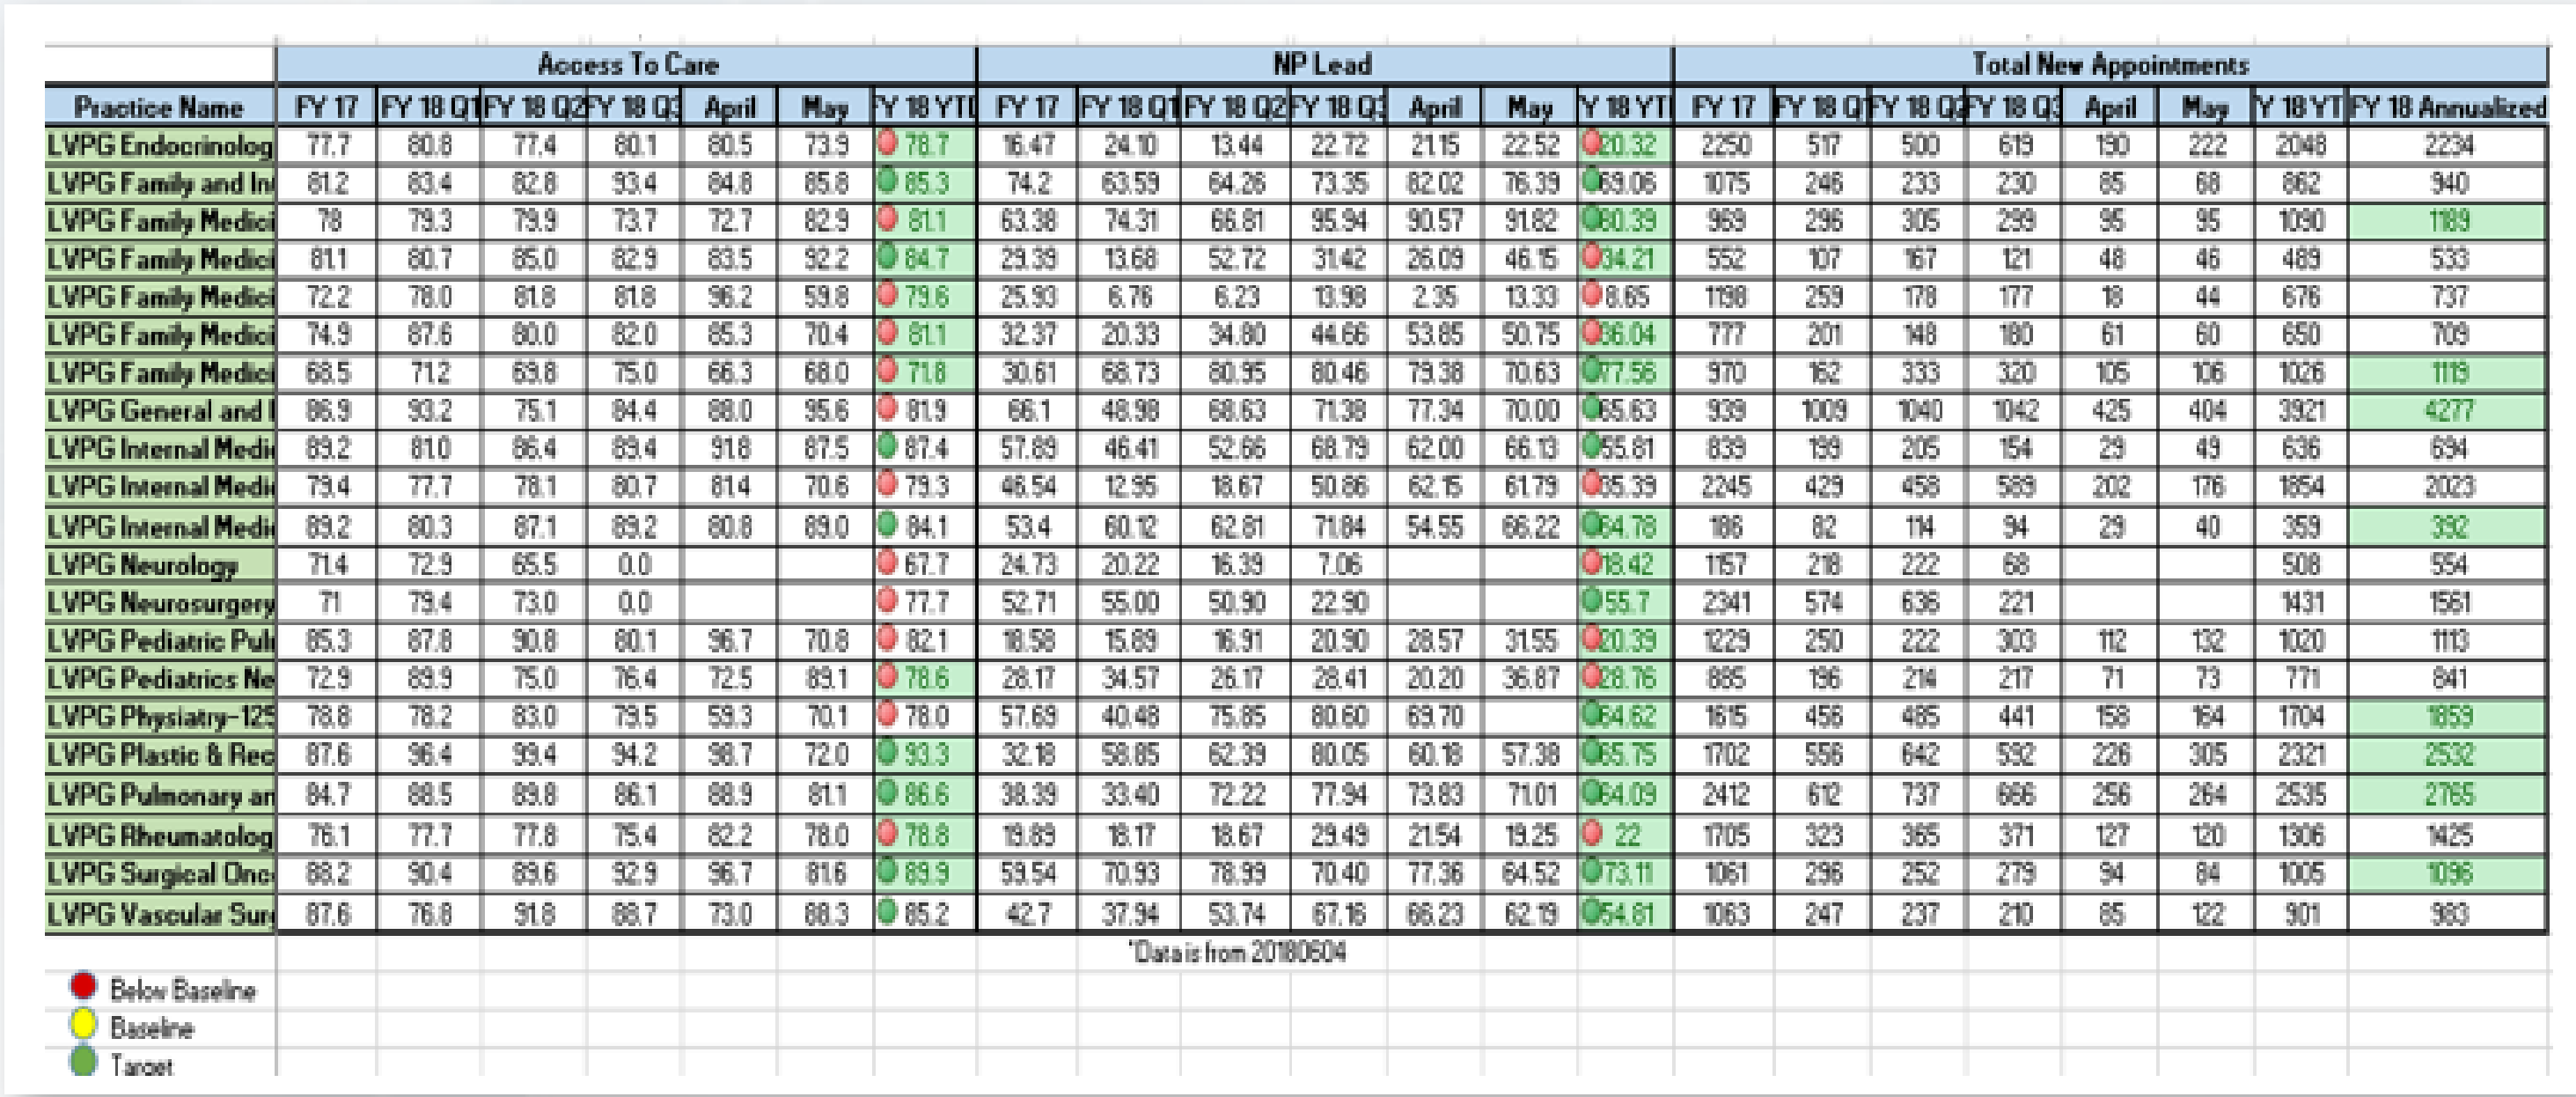 Access To Care NP Lead Total New Appointments
Practice Name FY 17 FY 18 Q1 FY 18 Q2 FY 18 Q3 April May FY 18 YTD FY 17 FY 18 Q1 FY 18 Q2 FY 18 Q3 April May Y 18 YTD FY 17 FY 18 Q1 FY 18 Q2 FY 18 Q3 April May Y 18 YTD FY 18 Annualized
LVPG Endocrinolog 77.7 80.8 77.4 80.1 80.5 73.9 78.7 16.47 24.10 13.44 22.72 21.15 22.52 20.32 2250 517 500 619 190 222 2048 2234
LVPG Family and In 81.2 83.4 82.8 93.4 84.8 85.8 85.3 74.2 63.59 64.26 73.35 82.02 76.39 69.06 1075 246 233 230 85 68 862 940
LVPG Family Medici 78 79.3 79.9 73.7 72.7 82.9 81.1 63.38 74.31 66.81 95.94 90.57 91.82 80.39 969 296 305 299 95 95 1090 1189
LVPG Family Medici 81.1 80.7 85.0 82.9 83.5 92.2 84.7 29.39 13.68 52.72 31.42 26.09 46.15 34.21 552 107 167 121 48 46 489 533
LVPG Family Medici 72.2 78.0 81.8 81.8 96.2 59.8 79.6 25.93 6.76 6.23 13.98 2.35 13.33 8.65 1198 259 178 177 18 44 676 737
LVPG Family Medici 74.9 87.6 80.0 82.0 85.3 70.4 81.1 32.37 20.33 34.80 44.66 53.85 50.75 36.04 777 201 148 180 61 60 650 709
LVPG Family Medici 68.5 71.2 69.8 75.0 66.3 68.0 71.8 30.61 68.73 80.95 80.46 79.38 70.63 77.56 970 162 333 320 105 106 1026 1119
LVPG General and 86.9 93.2 75.1 84.4 88.0 95.6 81.9 66.1 48.98 68.63 71.38 77.34 70.00 65.63 939 1009 1040 1042 425 404 3921 4277
LVPG Internal Medi 89.2 81.0 86.4 89.4 91.8 87.5 87.4 57.89 46.41 52.66 68.79 62.00 66.13 55.81 839 199 205 154 29 49 636 694
LVPG Internal Medi 79.4 77.7 78.1 80.7 81.4 70.6 79.3 46.54 12.95 18.67 50.86 62.15 61.79 35.39 2245 429 458 589 202 176 1854 2023
LVPG Internal Medi 89.2 80.3 87.1 89.2 80.8 89.0 84.1 53.4 60.12 62.81 71.84 54.55 66.22 64.78 186 82 114 94 29 40 359 392
LVPG Neurology 71.4 72.9 65.5 0.0 67.7 24.73 20.22 16.39 7.06 18.42 1157 218 222 68 508 554
LVPG Neurosurgery 71 79.4 73.0 0.0 77.7 52.71 55.00 50.90 22.90 55.7 2341 574 636 221 1431 1561
LVPG Pediatric Pul 85.3 87.8 90.8 80.1 96.7 70.8 82.1 18.58 15.89 16.91 20.90 28.57 31.55 20.39 1229 250 222 303 112 132 1020 1113
LVPG Pediatrics Ne 72.9 89.9 75.0 76.4 72.5 89.1 78.6 28.17 34.57 26.17 28.41 20.20 36.87 28.76 885 196 214 217 71 73 771 841
LVPG Physiatry-125 78.8 78.2 83.0 79.5 59.3 70.1 78.0 57.69 40.48 75.85 80.60 69.70 64.62 1615 456 485 441 158 164 1704 1859
LVPG Plastic & Rec 87.6 96.4 99.4 94.2 98.7 72.0 93.3 32.18 58.85 62.39 80.05 60.18 57.38 65.75 1702 556 642 592 226 305 2321 2532
LVPG Pulmonary an 84.7 88.5 89.8 86.1 88.9 81.1 86.6 38.39 33.40 72.22 77.94 73.83 71.01 64.09 2412 612 737 666 256 264 2535 2765
LVPG Rheumatolog 76.1 77.7 77.8 75.4 82.2 78.0 78.8 19.89 18.17 18.67 29.49 21.54 19.25 22 1705 323 365 371 127 120 1306 1425
LVPG Surgical Onc 88.2 90.4 89.6 92.9 96.7 81.6 89.9 59.54 70.93 78.99 70.40 77.36 64.52 73.11 1061 296 252 279 94 84 1005 1096
LVPG Vascular Sur 87.6 76.8 91.8 88.7 73.0 88.3 85.2 42.7 37.94 53.74 67.16 66.23 62.19 54.81 1063 247 237 210 85 122 901 983
*Data is from 20180604
Below Baseline
Baseline
Target